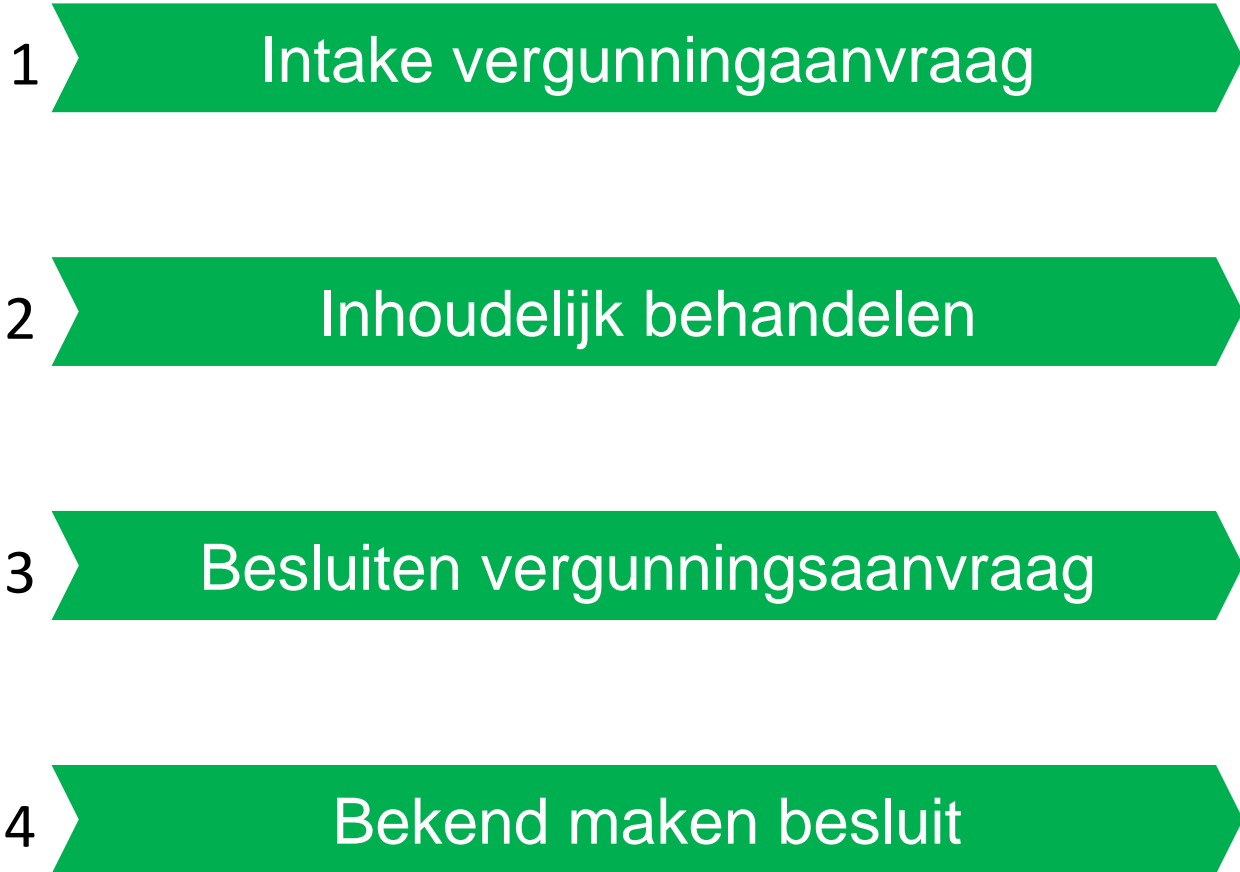 1 Intake vergunningaanvraag
2 Inhoudelijk behandelen
3 Besluiten vergunningsaanvraag
4 Bekend maken besluit